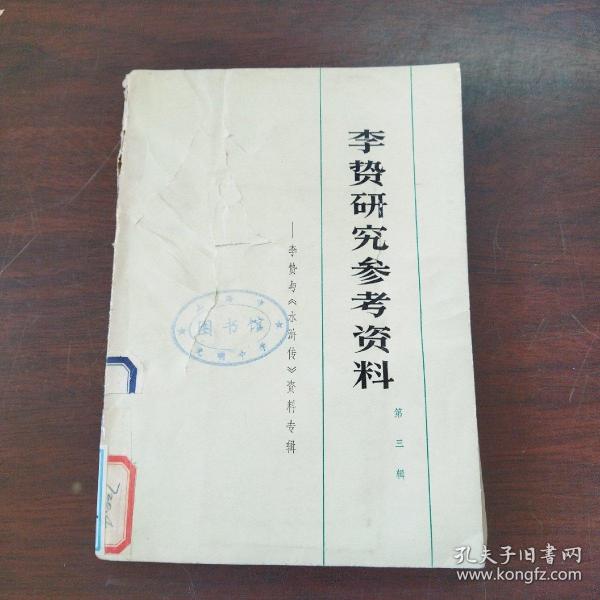 李贽研究参考资料
第三辑
——李贽与《水浒传》资料专辑
图书馆
孔夫子旧书网
www.kongfz.com